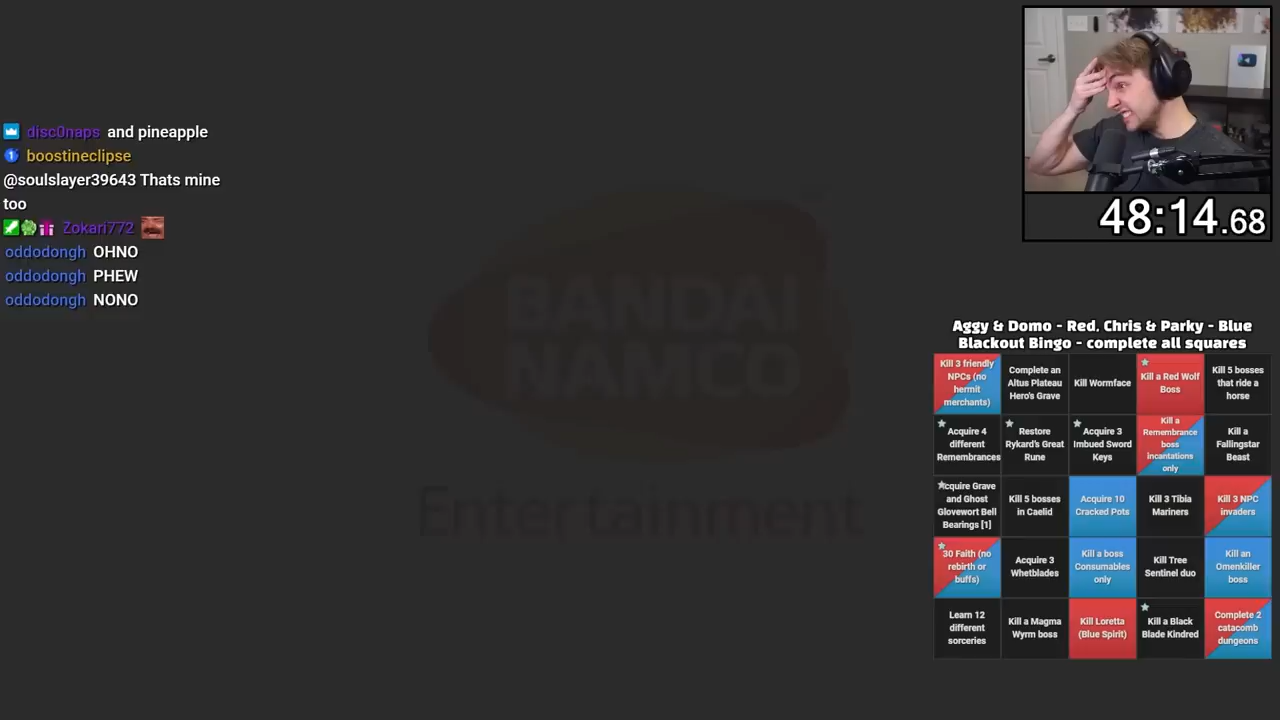 disc0naps and pineapple
boostineclipse
@soulslayer39643 Thats mine
too
Zokari772
oddodongh OHNO
oddodongh PHEW
oddodongh NONO
BANDAI
NAMCO
Entertainment
48:14.68
Aggy & Domo - Red, Chris & Parky - Blue
Blackout Bingo - complete all squares
Kill 3 friendly
NPCs (no
hermit
merchants)
Complete an
Altus Plateau
Hero's Grave
Kill Wormface
Kill a Red Wolf
Boss
Kill 5 bosses
that ride a
horse
Acquire 4
different
Remembrances
Restore
Rykard's Great
Rune
Acquire 3
Imbued Sword
Keys
Kill a
Remembrance
boss
incantations
only
Kill a
Fallingstar
Beast
Acquire Grave
and Ghost
Glovewort Bell
Bearings [1]
Kill 5 bosses
in Caelid
Acquire 10
Cracked Pots
Kill 3 Tibia
Mariners
Kill 3 NPC
invaders
30 Faith (no
rebirth or
buffs)
Acquire 3
Whetblades
Kill a boss
Consumables
only
Kill Tree
Sentinel duo
Kill an
Omenkiller
boss
Learn 12
different
sorceries
Kill a Magma
Wyrm boss
Kill Loretta
(Blue Spirit)
Kill a Black
Blade Kindred
Complete 2
catacomb
dungeons